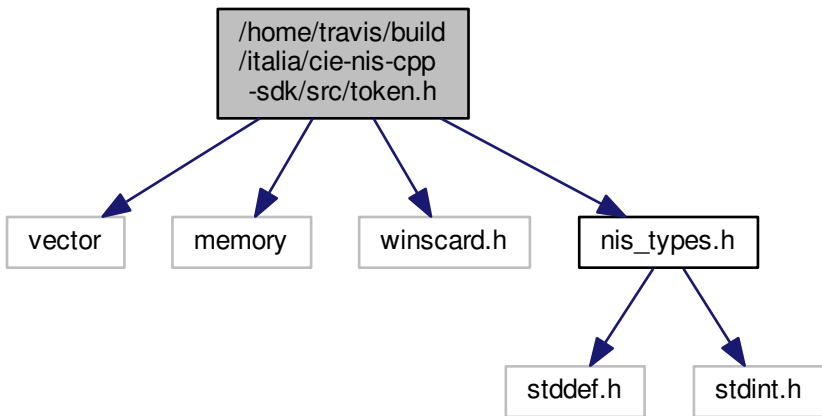 /home/travis/build
/italia/cie-nis-cpp
-sdk/src/token.h
vector
memory
winscard.h
nis_types.h
stddef.h
stdint.h